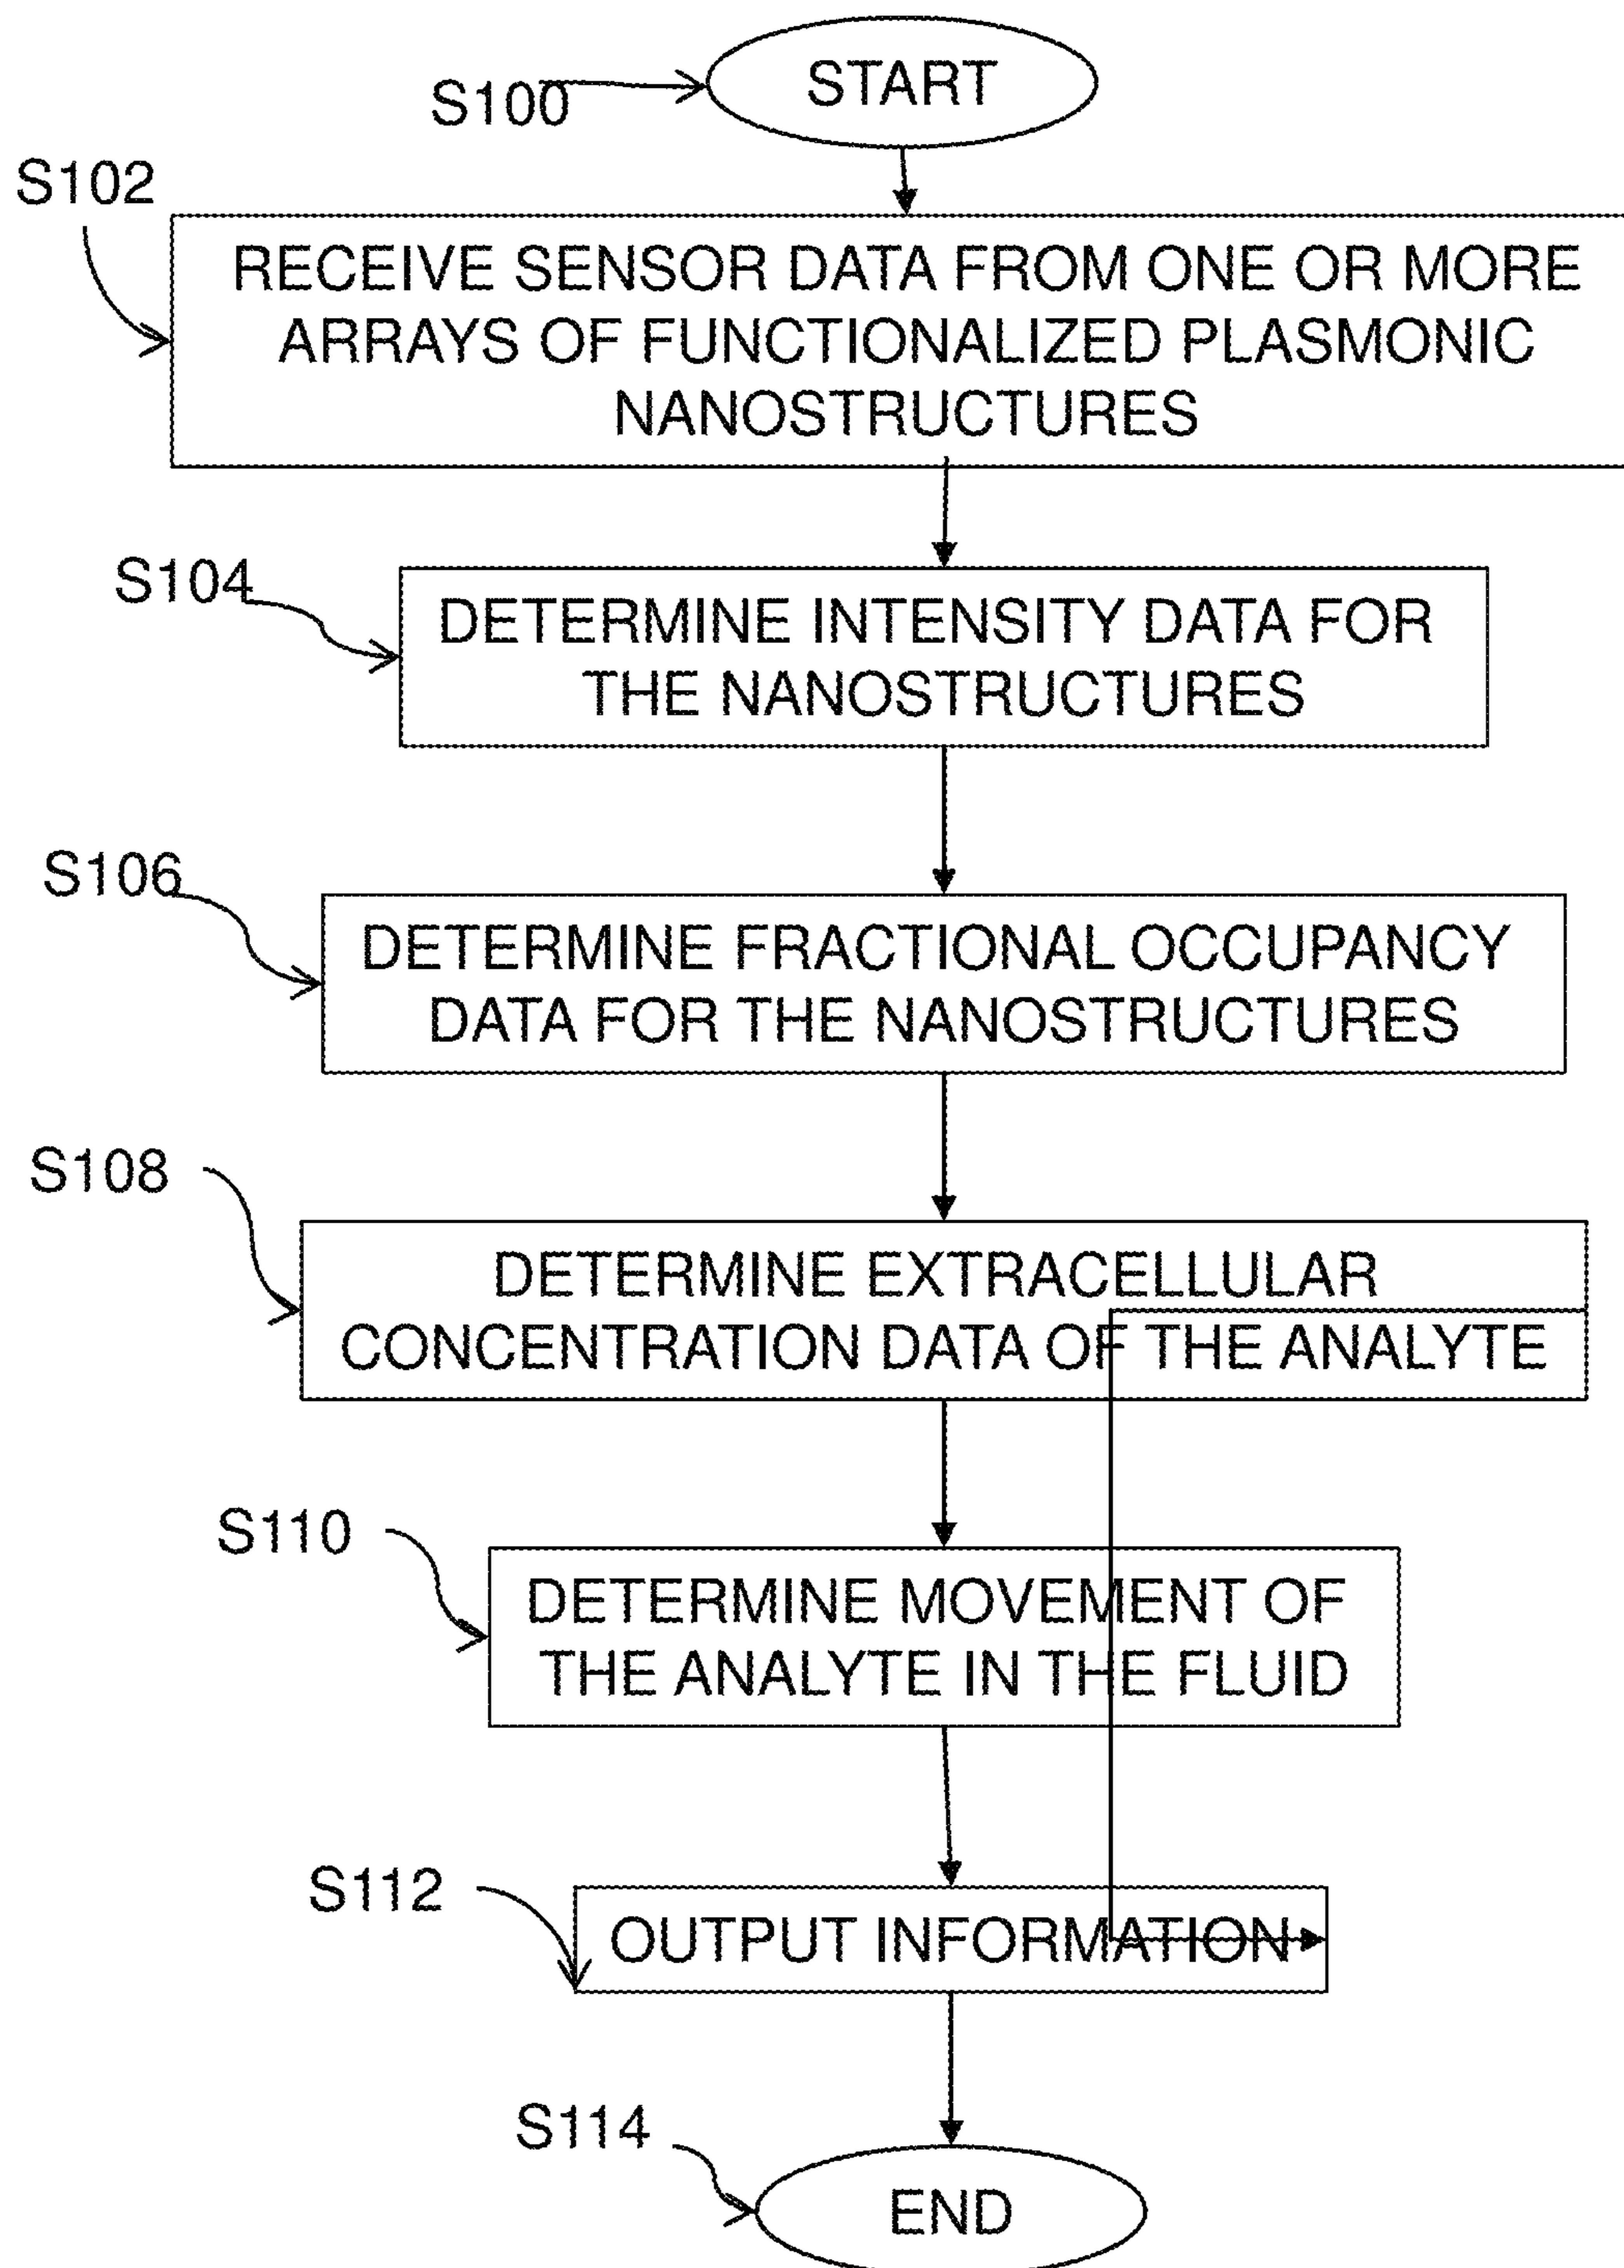 S100
START
S102
RECEIVE SENSOR DATA FROM ONE OR MORE
ARRAYS OF FUNCTIONALIZED PLASMONIC
NANOSTRUCTURES
S104
DETERMINE INTENSITY DATA FOR
THE NANOSTRUCTURES
S106
DETERMINE FRACTIONAL OCCUPANCY
DATA FOR THE NANOSTRUCTURES
S108
DETERMINE EXTRACELLULAR
CONCENTRATION DATA OF THE ANALYTE
S110
DETERMINE MOVEMENT OF
THE ANALYTE IN THE FLUID
S112
OUTPUT INFORMATION
S114
END